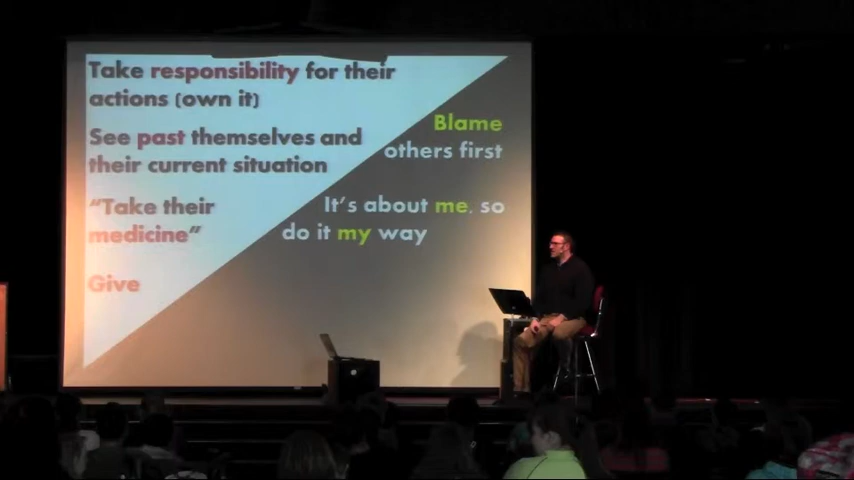 Take responsibility for their
actions (own it)
See past themselves and
their current situation
"Take their
medicine"
Give
Blame
others first
It's about me. so
do it my way